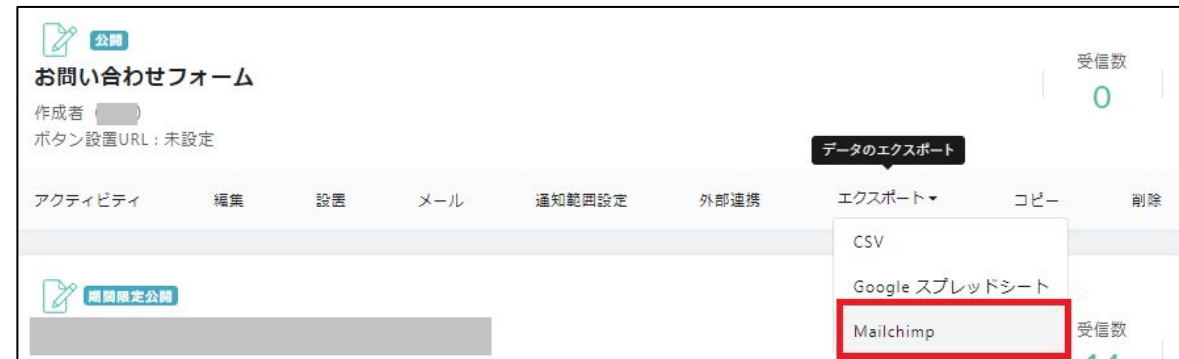 公開
お問い合わせフォーム
受信数
0
作成者 ( )
ボタン設置URL : 未設定
データのエクスポート
アクティビティ 編集 設置 メール 通知範囲設定 外部連携 エクスポート▾ コピー 削除
CSV
期間限定公開
Google スプレッドシート
Mailchimp
受信数